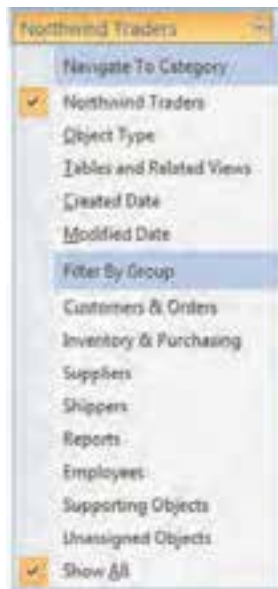 Northwind Traders
Navigate To Category
Northwind Traders
Object Type
Tables and Related Views
Created Date
Modified Date
Filter By Group
Customers & Orders
Inventory & Purchasing
Suppliers
Shippers
Reports
Employees
Supporting Objects
Unassigned Objects
Show All